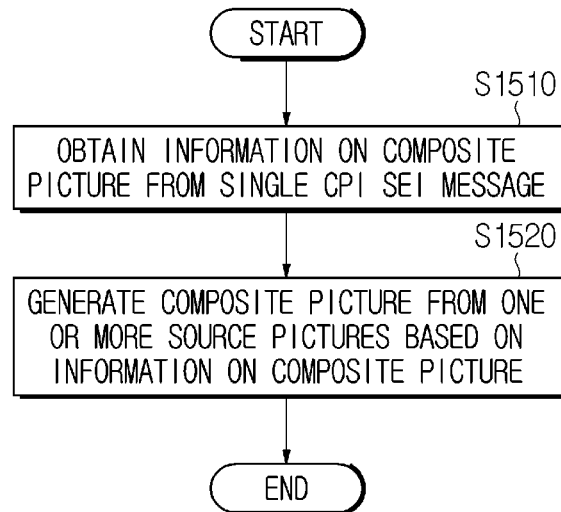 START
S1510
OBTAIN INFORMATION ON COMPOSITE
PICTURE FROM SINGLE CPI SEI MESSAGE
S1520
GENERATE COMPOSITE PICTURE FROM ONE
OR MORE SOURCE PICTURES BASED ON
INFORMATION ON COMPOSITE PICTURE
END